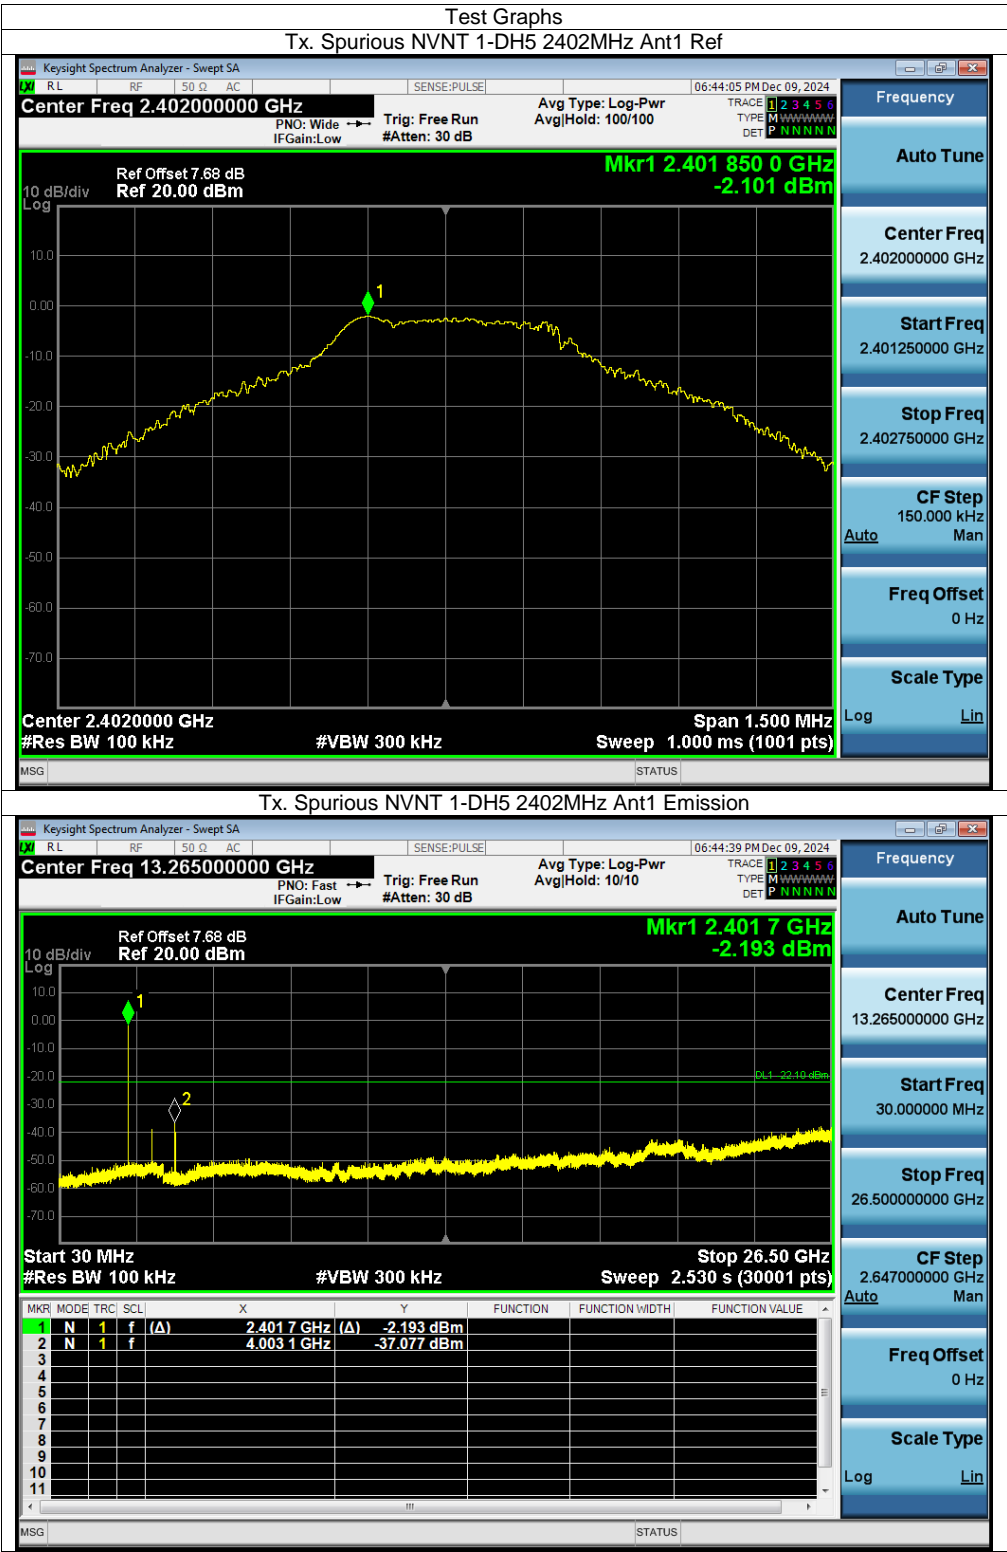 Test Graphs
Tx. Spurious NVNT 1-DH5 2402MHz Ant1 Ref
Keysight Spectrum Analyzer - Swept SA
LXI RL RF 50 Ω AC SENSE:PULSE 06:44:05 PM Dec 09, 2024
Center Freq 2.402000000 GHz Avg Type: Log-Pwr TRACE 1 2 3 4 5 6
PNO: Wide Trig: Free Run Avg|Hold: 100/100 TYPE M WWWWW
IFGain:Low #Atten: 30 dB DET P N N N N N
Frequency
Auto Tune
Center Freq
2.402000000 GHz
Start Freq
2.401250000 GHz
Stop Freq
2.402750000 GHz
CF Step
150.000 kHz
Auto Man
Freq Offset
0 Hz
Scale Type
Log Lin
Mkr1 2.401 850 0 GHz
-2.101 dBm
Ref Offset 7.68 dB
10 dB/div Ref 20.00 dBm
Log
10.0
0.00
-10.0
-20.0
-30.0
-40.0
-50.0
-60.0
-70.0
1
Center 2.4020000 GHz Span 1.500 MHz
#Res BW 100 kHz #VBW 300 kHz Sweep 1.000 ms (1001 pts)
MSG STATUS
Tx. Spurious NVNT 1-DH5 2402MHz Ant1 Emission
Keysight Spectrum Analyzer - Swept SA
LXI RL RF 50 Ω AC SENSE:PULSE 06:44:39 PM Dec 09, 2024
Center Freq 13.265000000 GHz Avg Type: Log-Pwr TRACE 1 2 3 4 5 6
PNO: Fast Trig: Free Run Avg|Hold: 10/10 TYPE M WWWWW
IFGain:Low #Atten: 30 dB DET P N N N N N
Frequency
Auto Tune
Center Freq
13.265000000 GHz
Start Freq
30.000000 MHz
Stop Freq
26.500000000 GHz
CF Step
2.647000000 GHz
Auto Man
Freq Offset
0 Hz
Scale Type
Log Lin
Mkr1 2.401 7 GHz
-2.193 dBm
Ref Offset 7.68 dB
10 dB/div Ref 20.00 dBm
Log
10.0
0.00
-10.0
-20.0
-30.0
-40.0
-50.0
-60.0
-70.0
1
DL1 -22.10 dBm
2
Start 30 MHz Stop 26.50 GHz
#Res BW 100 kHz #VBW 300 kHz Sweep 2.530 s (30001 pts)
MKR MODE TRC SCL X Y FUNCTION FUNCTION WIDTH FUNCTION VALUE
1 N 1 f (Δ) 2.401 7 GHz (Δ) -2.193 dBm
2 N 1 f 4.003 1 GHz -37.077 dBm
3
4
5
6
7
8
9
10
11
MSG STATUS